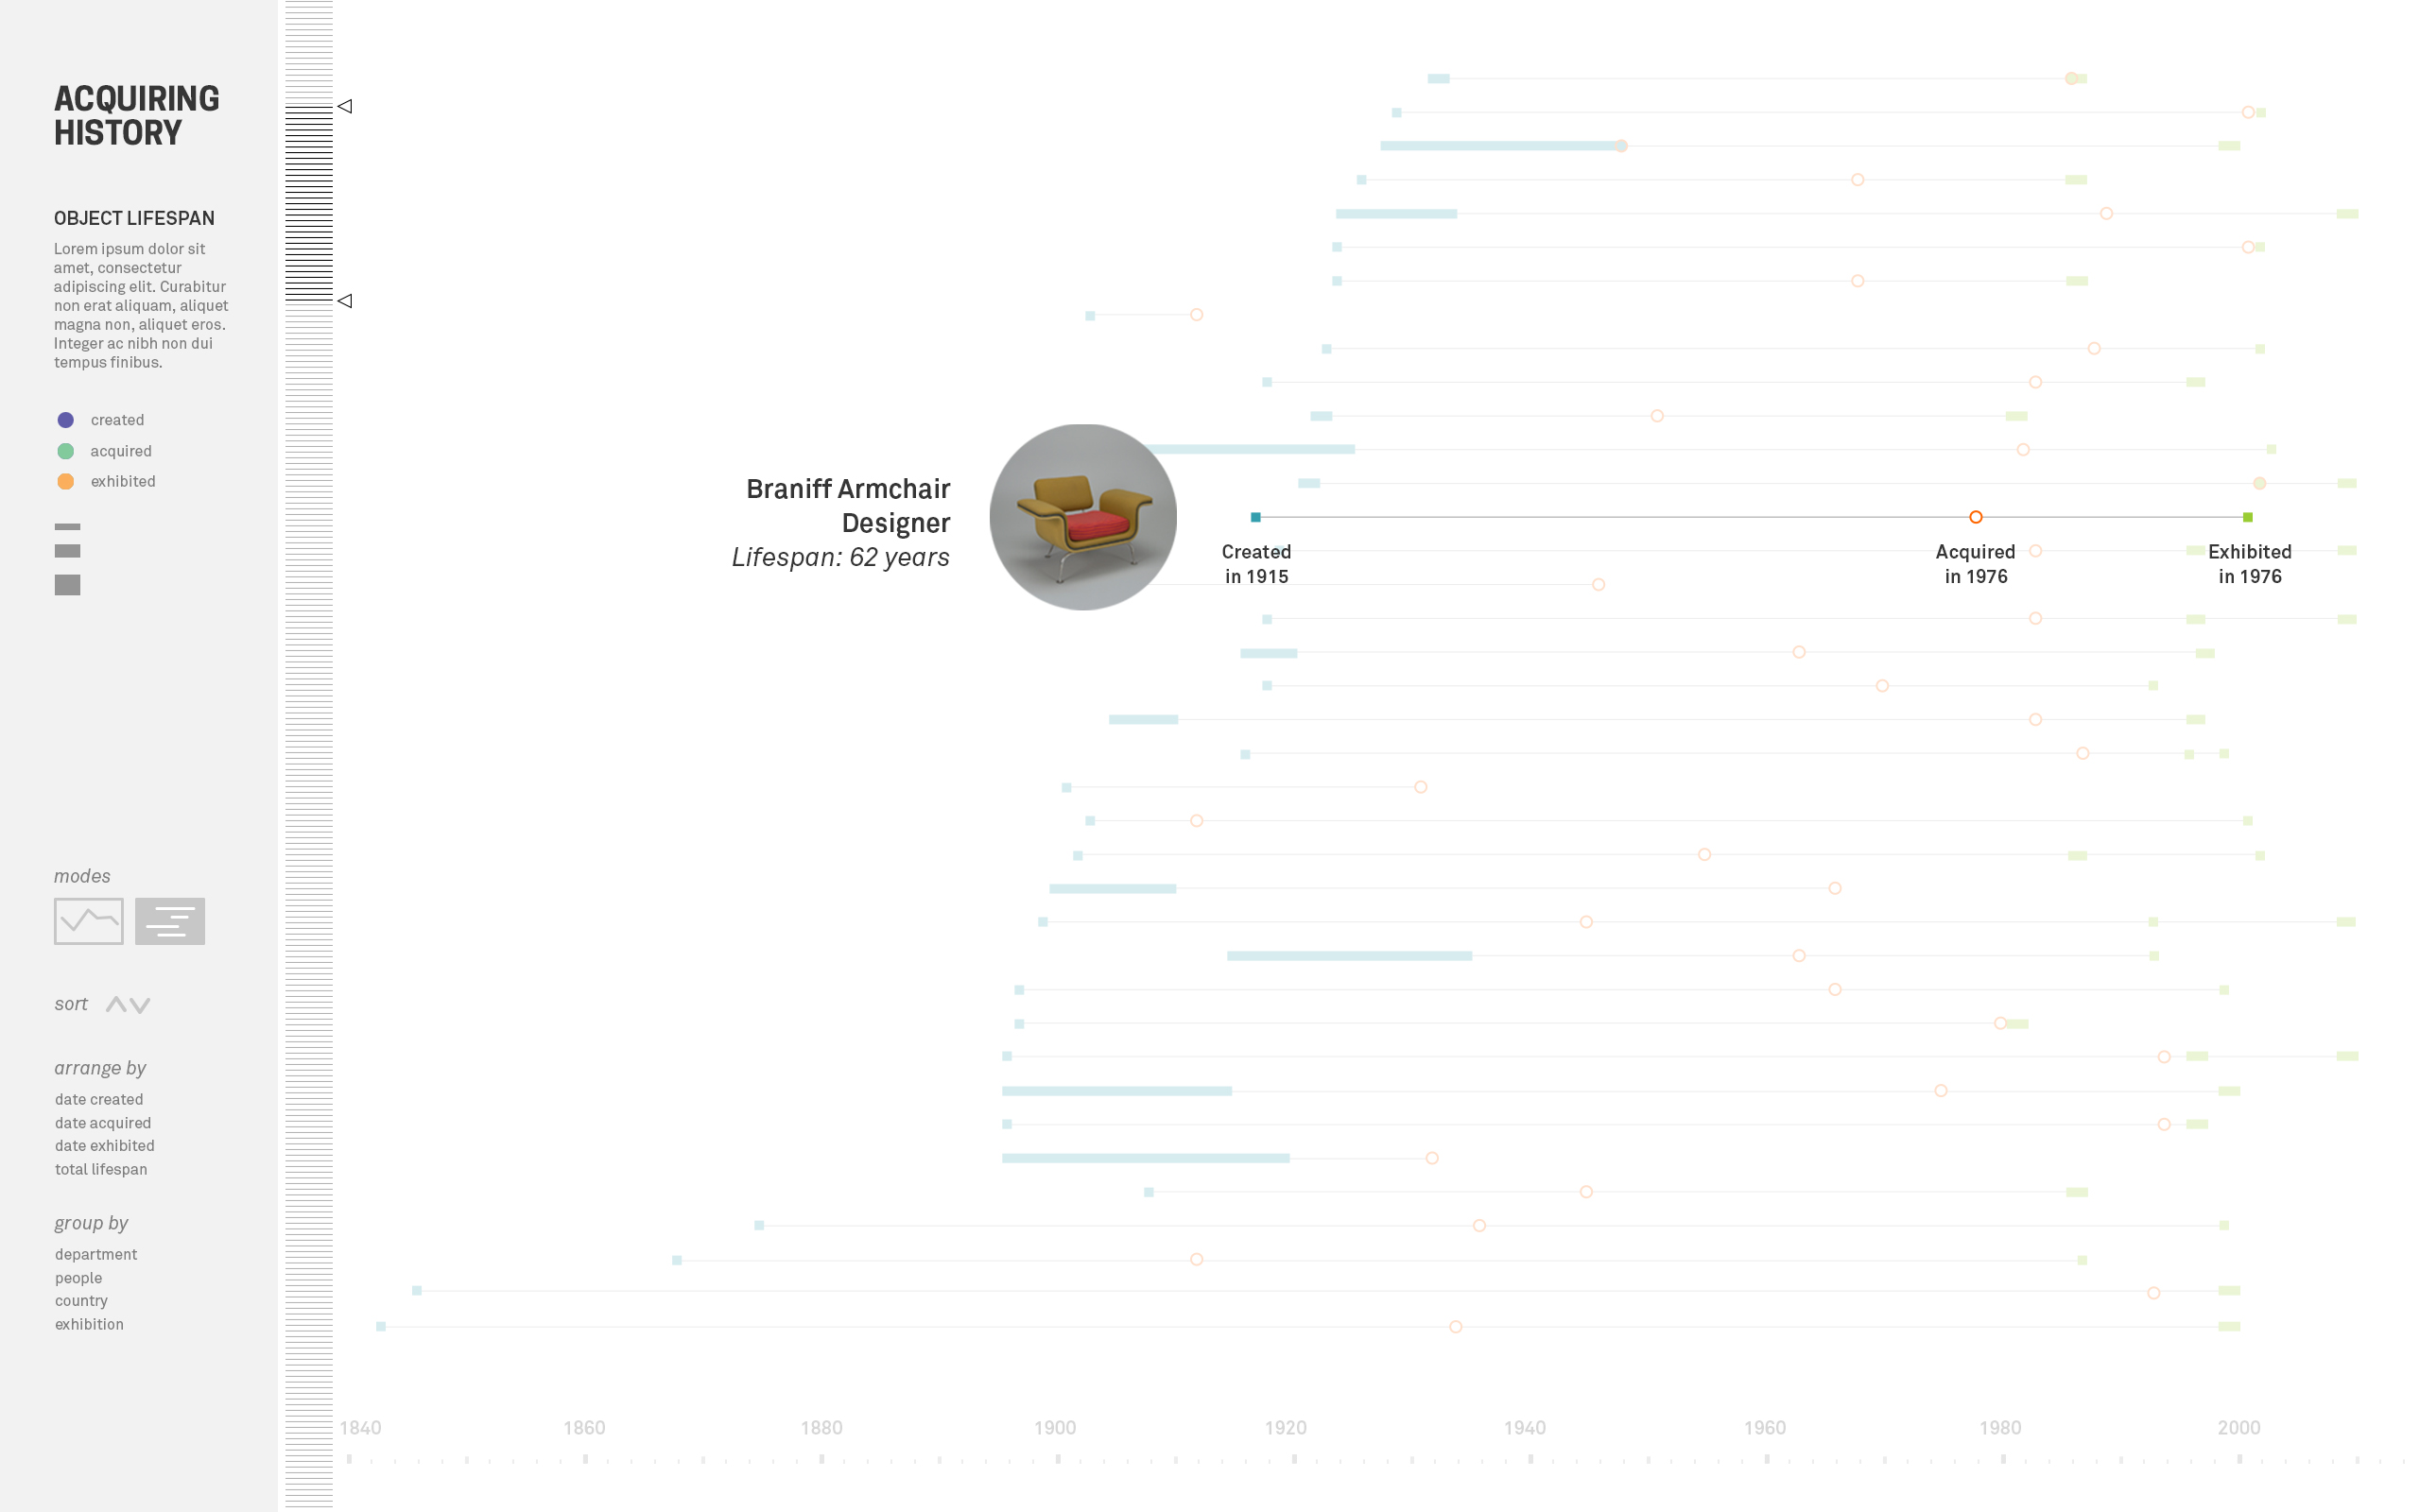 ACQUIRING
HISTORY
OBJECT LIFESPAN
Lorem ipsum dolor sit
amet, consectetur
adipiscing elit. Curabitur
non erat aliquam, aliquet
magna non, aliquet eros.
Integer ac nibh non dui
tempus finibus.
created
acquired
exhibited
modes
sort
arrange by
date created
date acquired
date exhibited
total lifespan
group by
department
people
country
exhibition
Braniff Armchair
Designer
Lifespan: 62 years
Created
in 1915
Acquired
in 1976
Exhibited
in 1976
1840 1860 1880 1900 1920 1940 1960 1980 2000